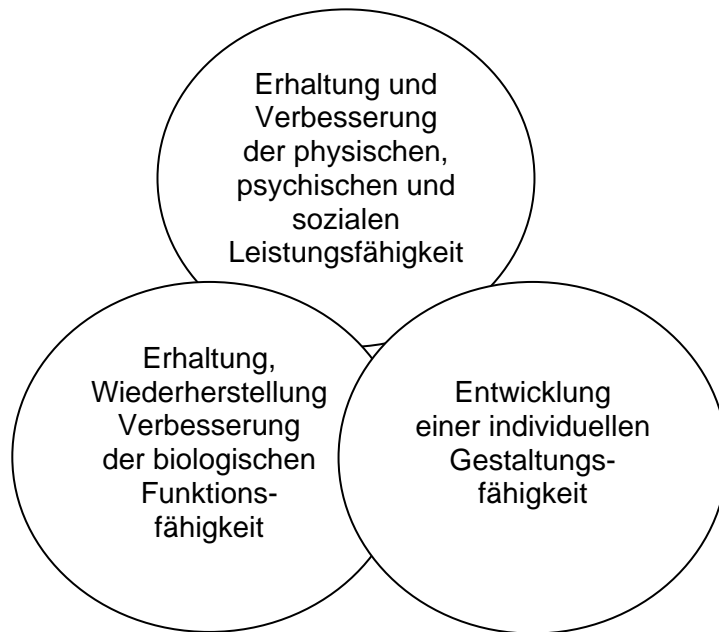 Erhaltung und
Verbesserung
der physischen,
psychischen und
sozialen
Leistungsfähigkeit
Erhaltung,
Wiederherstellung
Verbesserung
der biologischen
Funktions-
fähigkeit
Entwicklung
einer individuellen
Gestaltungs-
fähigkeit